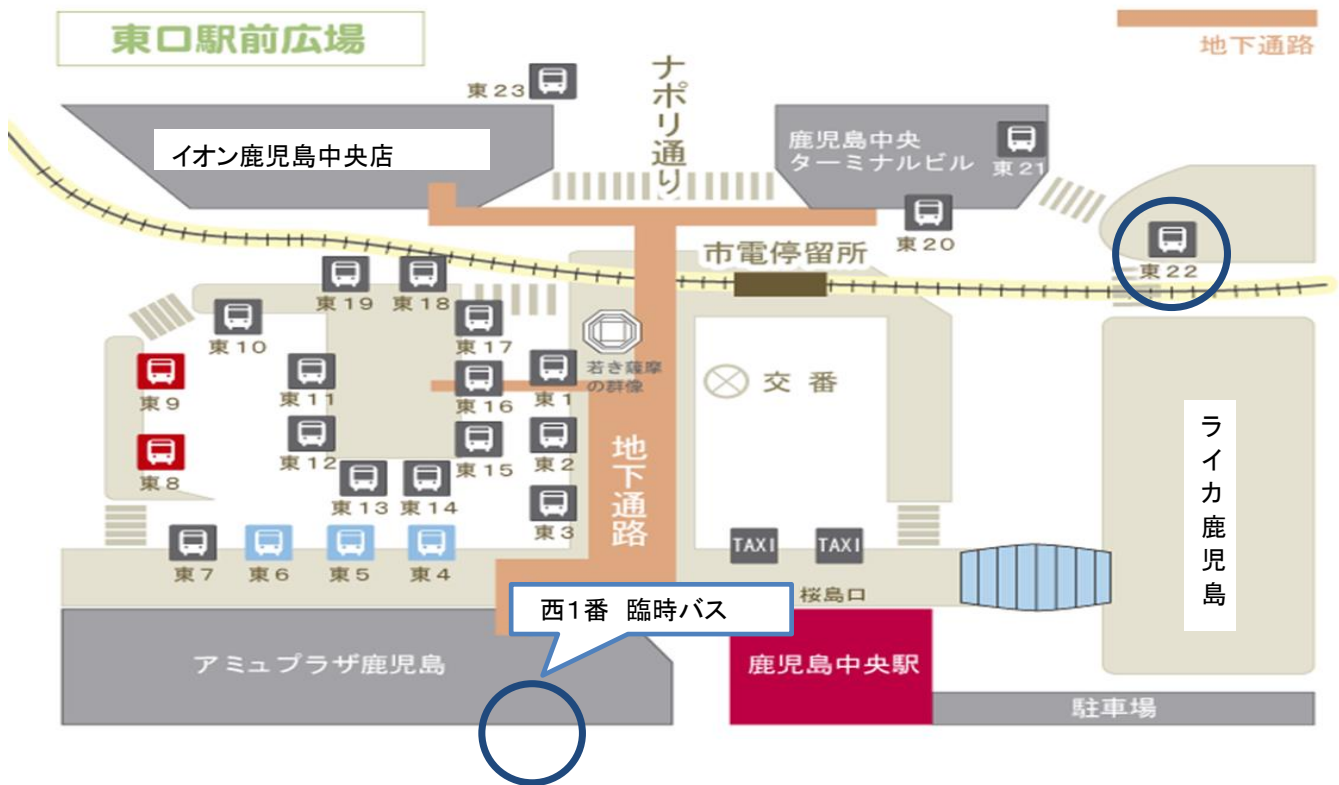 東口駅前広場
地下通路
東23
ナポリ通り
イオン鹿児島中央店
鹿児島中央
ターミナルビル
東21
東20
東22
市電停留所
東19
東18
東10
東17
若き薩摩
の群像
東9
東11
東16
東1
交番
東8
東12
東15
東2
地下通路
ライカ鹿児島
東13
東14
東3
TAXI
TAXI
東7
東6
東5
東4
桜島口
西1番 臨時バス
アミュプラザ鹿児島
鹿児島中央駅
駐車場